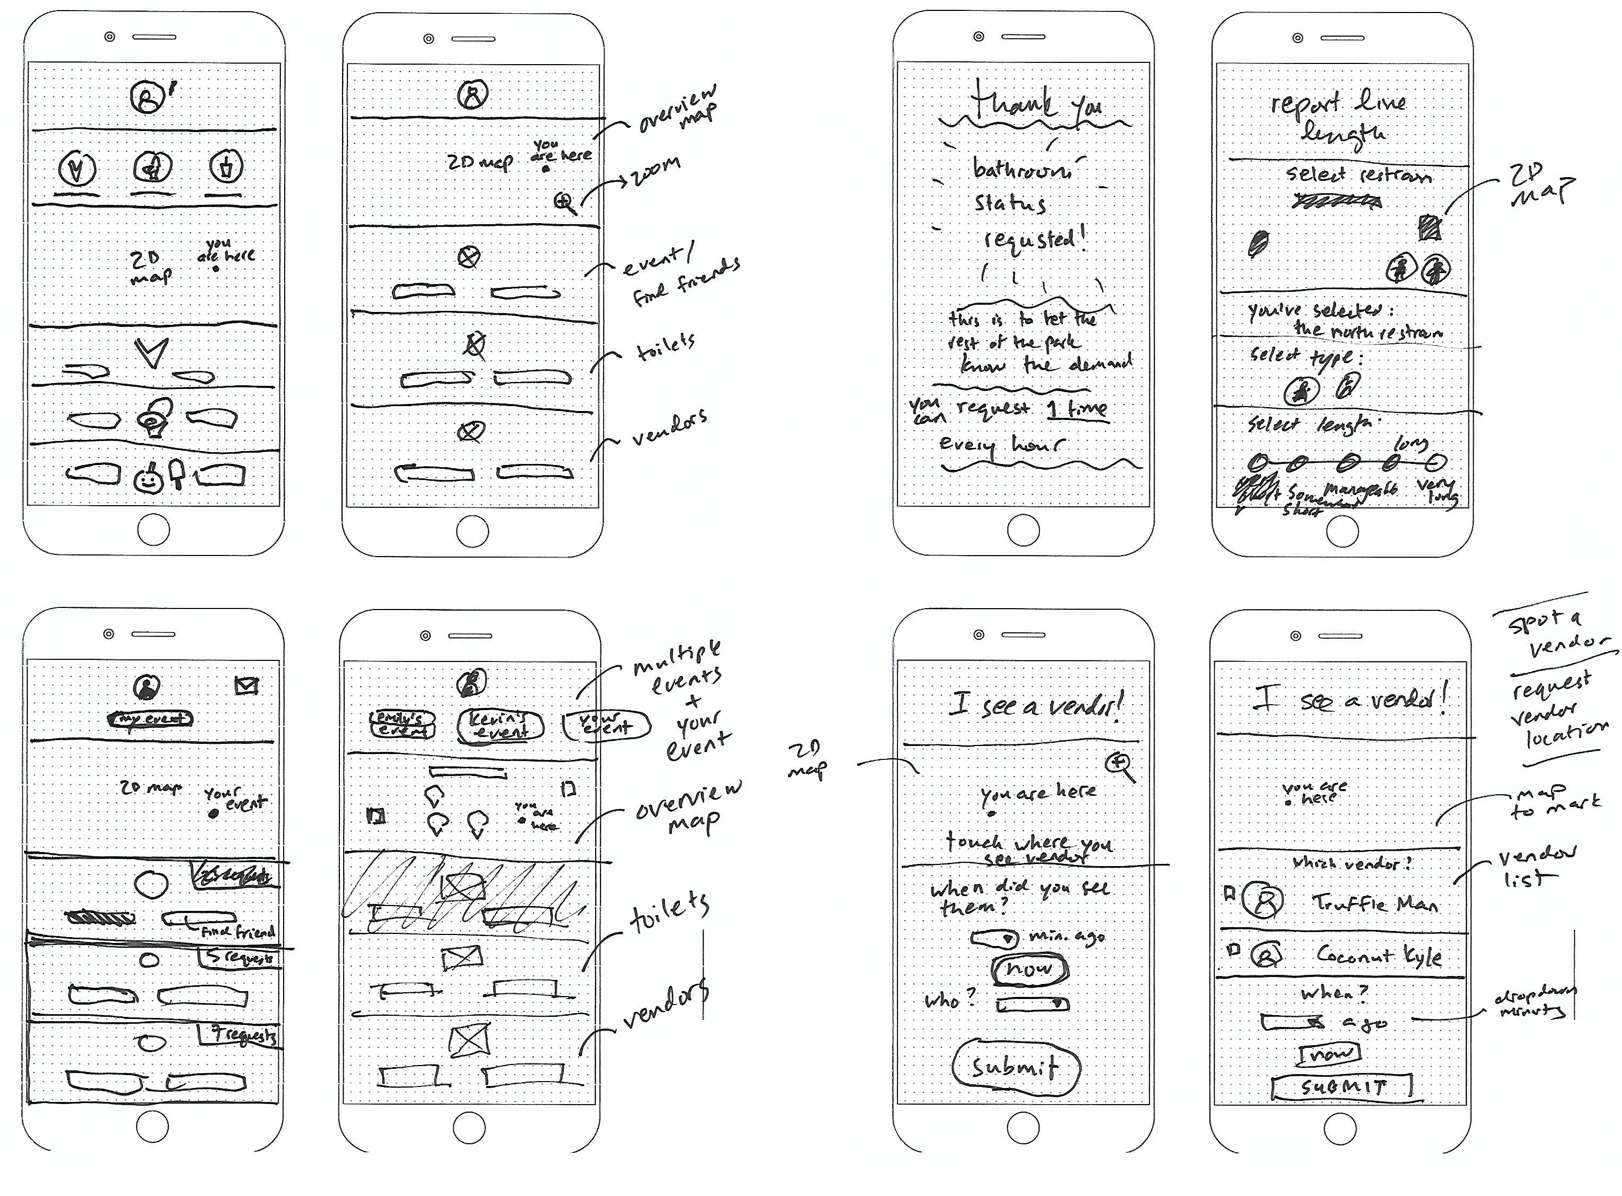 2D
map
you
are here
2D map
you
are here
overview
map
zoom
event/
find friends
toilets
vendors
thank you
bathroom
status
requsted!
this is to let the
rest of the park
know the demand
you
can request 1 time
every hour
report line
length
select restram
2D
map
you've selected:
the north restram
select type:
select length:
long
short
somewhat
short
very
long
my event
2D map
your
event
find friend
5 requests
7 requests
emily's
event
kevin's
event
your
event
you
are
here
multiple
events
+
your
event
overview
map
toilets
vendors
I see a vendor!
2D
map
you are here
touch where you
see vendor
when did you see
them?
min. ago
now
who?
submit
I see a vendor!
you are
here
which vendor?
Truffle Man
Coconut Kyle
when?
ago
now
SUBMIT
spot a
vendor
request
vendor
location
map
to mark
vendor
list
dropdown
minutes